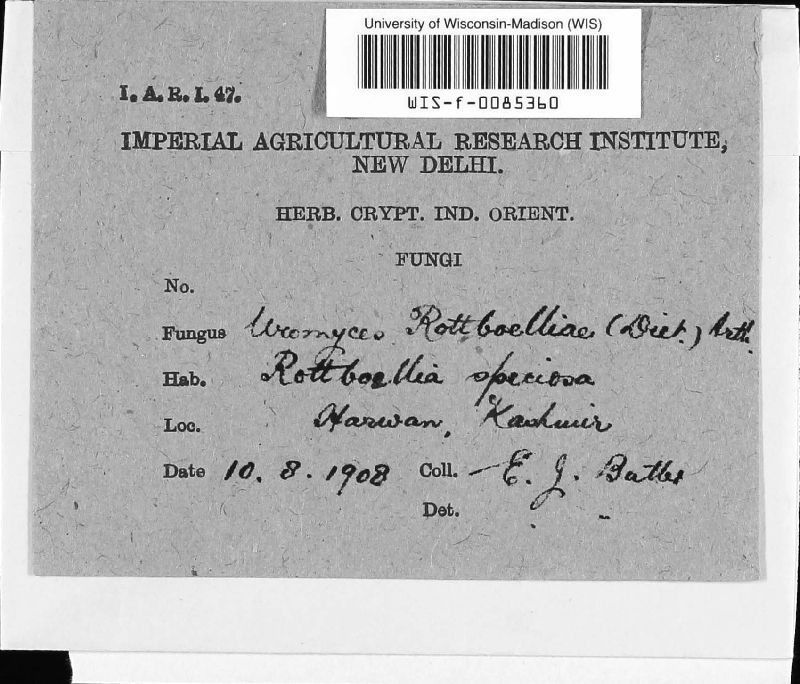 University of Wisconsin-Madison (WIS)
WIS-f-0085360
I. A. R. I. 47.
IMPERIAL AGRICULTURAL RESEARCH INSTITUTE,
NEW DELHI.
HERB. CRYPT. IND. ORIENT.
FUNGI
No.
Fungus Uromyces Rottboelliae (Diet.) Arth.
Hab. Rottboellia speciosa
Loc. Harwan, Kashmir
Date 10. 8. 1908 Coll. - E. J. Butler
Det.